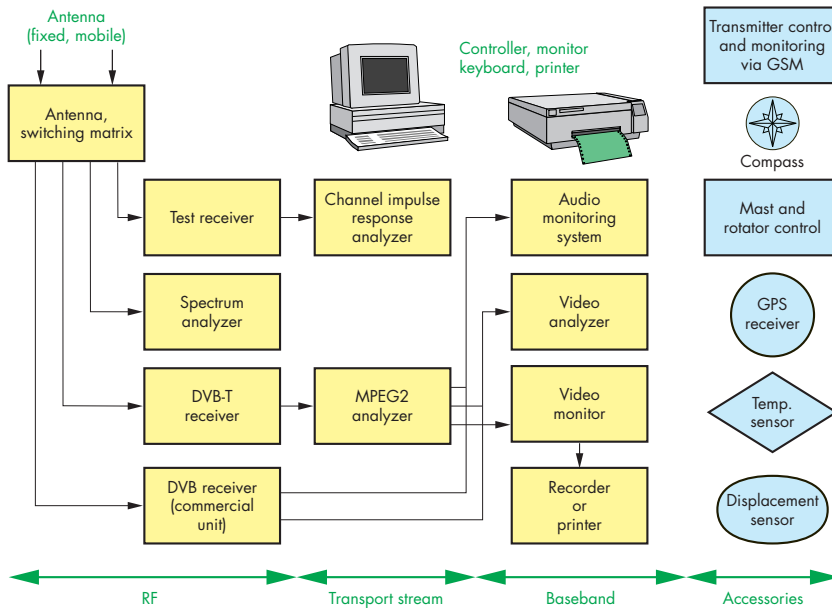 Antenna
(fixed, mobile)
Controller, monitor
keyboard, printer
Transmitter control
and monitoring
via GSM
Antenna,
switching matrix
Compass
Test receiver
Channel impulse
response
analyzer
Audio
monitoring
system
Mast and
rotator control
Spectrum
analyzer
Video
analyzer
GPS
receiver
DVB-T
receiver
MPEG2
analyzer
Video
monitor
Temp.
sensor
DVB receiver
(commercial
unit)
Recorder
or
printer
Displacement
sensor
RF
Transport stream
Baseband
Accessories